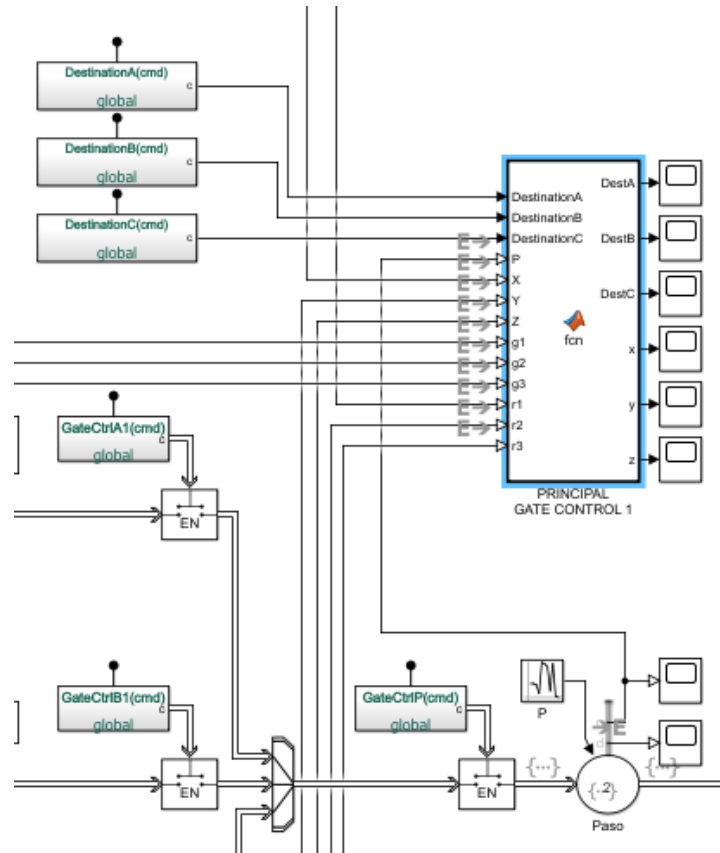 DestinationA(cmd)
c
global
DestinationB(cmd)
c
global
DestinationC(cmd)
c
global
DestinationA
DestinationB
DestinationC
P
X
Y
Z
g1
g2
g3
r1
r2
r3
fcn
DestA
DestB
DestC
x
y
z
PRINCIPAL
GATE CONTROL 1
E
E
E
E
E
E
E
E
E
E
GateCtrlA1(cmd)
c
global
EN
GateCtrlB1(cmd)
c
global
EN
GateCtrlP(cmd)
c
global
EN
P
E
d
{...}
{...}
{ 2 }
Paso